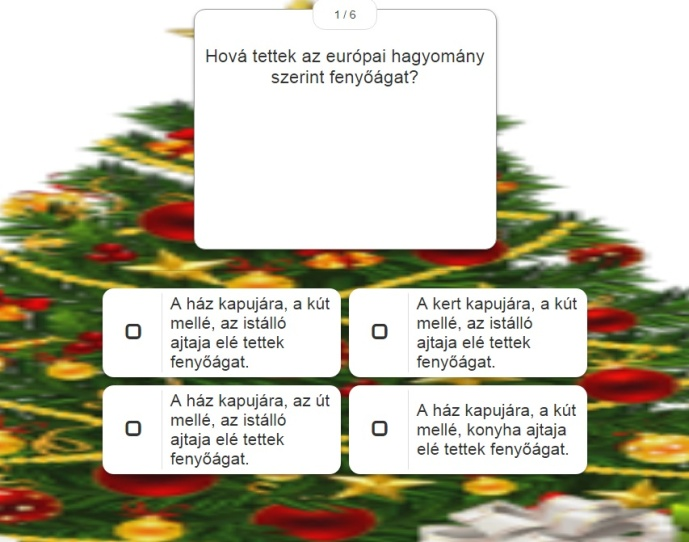 1 / 6
Hová tettek az európai hagyomány
szerint fenyőágat?
A ház kapujára, a kút
mellé, az istálló
ajtaja elé tettek
fenyőágat.
A kert kapujára, a kút
mellé, az istálló
ajtaja elé tettek
fenyőágat.
A ház kapujára, az út
mellé, az istálló
ajtaja elé tettek
fenyőágat.
A ház kapujára, a kút
mellé, konyha ajtaja
elé tettek fenyőágat.